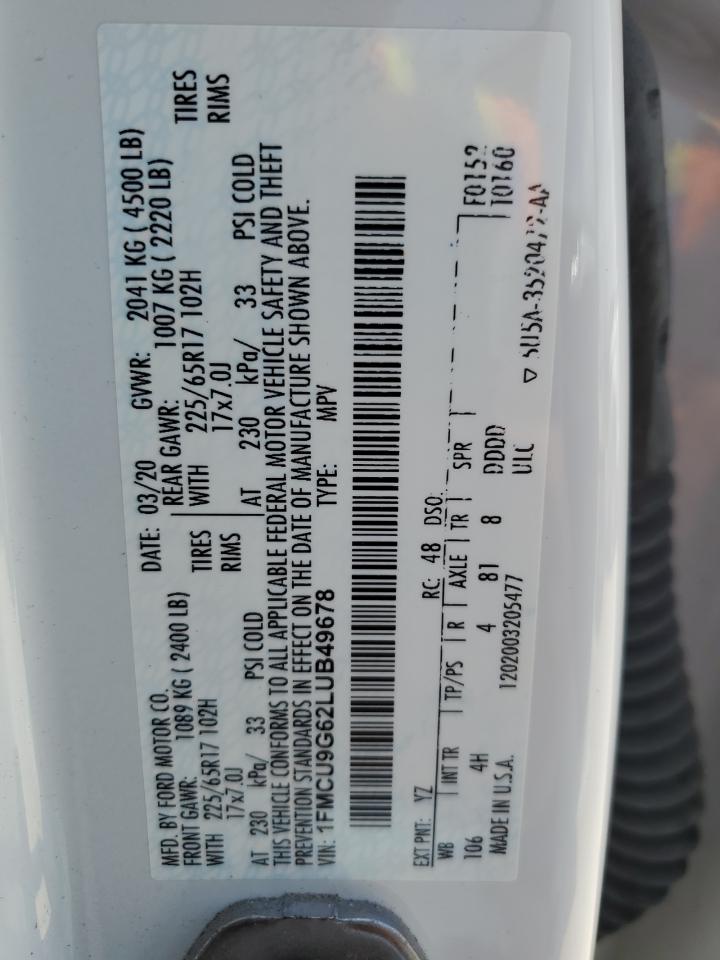 MFD. BY FORD MOTOR CO.
DATE: 03/20 GVWR: 2041 KG ( 4500 LB)
FRONT GAWR: 1089 KG ( 2400 LB)
REAR GAWR: 1007 KG ( 2220 LB)
WITH 225/65R17 102H TIRES
WITH 225/65R17 102H TIRES
17x7.0J RIMS
17x7.0J RIMS
AT 230 kPa/ 33 PSI COLD
AT 230 kPa/ 33 PSI COLD
THIS VEHICLE CONFORMS TO ALL APPLICABLE FEDERAL MOTOR VEHICLE SAFETY AND THEFT
PREVENTION STANDARDS IN EFFECT ON THE DATE OF MANUFACTURE SHOWN ABOVE.
VIN: 1FMCU9G62LUB49678 TYPE: MPV
EXT PNT: YZ RC: 48 DSO: F0152
WB INT TR TP/PS R AXLE TR SPR 10160
106 4H 4 81 8 DDDD
MADE IN U.S.A. 1202003205477 ULC